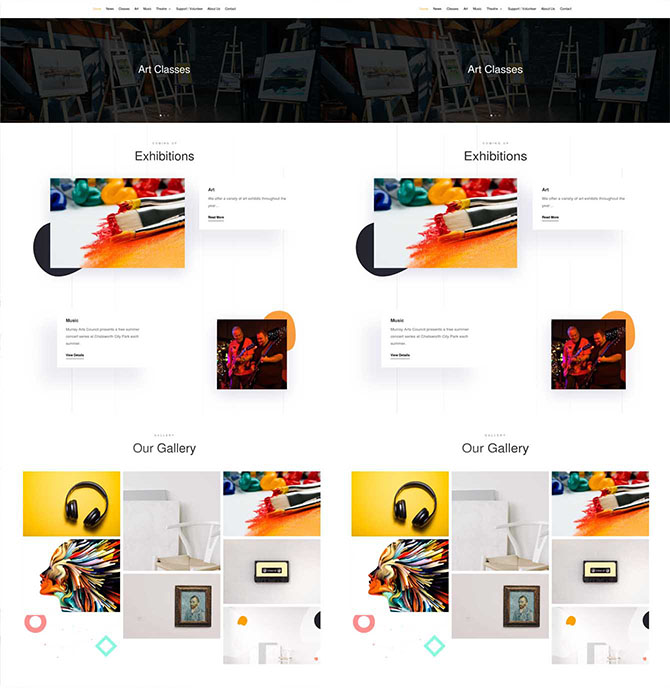 Home News Classes Art Music Theatre Support / Volunteer About Us Contact
Home News Classes Art Music Theatre Support / Volunteer About Us Contact
Art Classes
Art Classes
COMING UP
COMING UP
Exhibitions
Exhibitions
Art
We offer a variety of art exhibits throughout the
year…
Read More
Art
We offer a variety of art exhibits throughout the
year…
Read More
Music
Murray Arts Council presents a free summer
concert series at Chatsworth City Park each
summer.
View Details
Music
Murray Arts Council presents a free summer
concert series at Chatsworth City Park each
summer.
View Details
GALLERY
GALLERY
Our Gallery
Our Gallery